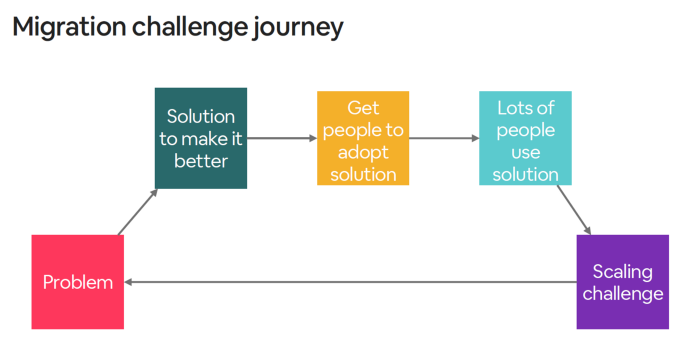 Migration challenge journey
Solution
to make it
better
Get
people to
adopt
solution
Lots of
people
use
solution
Problem
Scaling
challenge